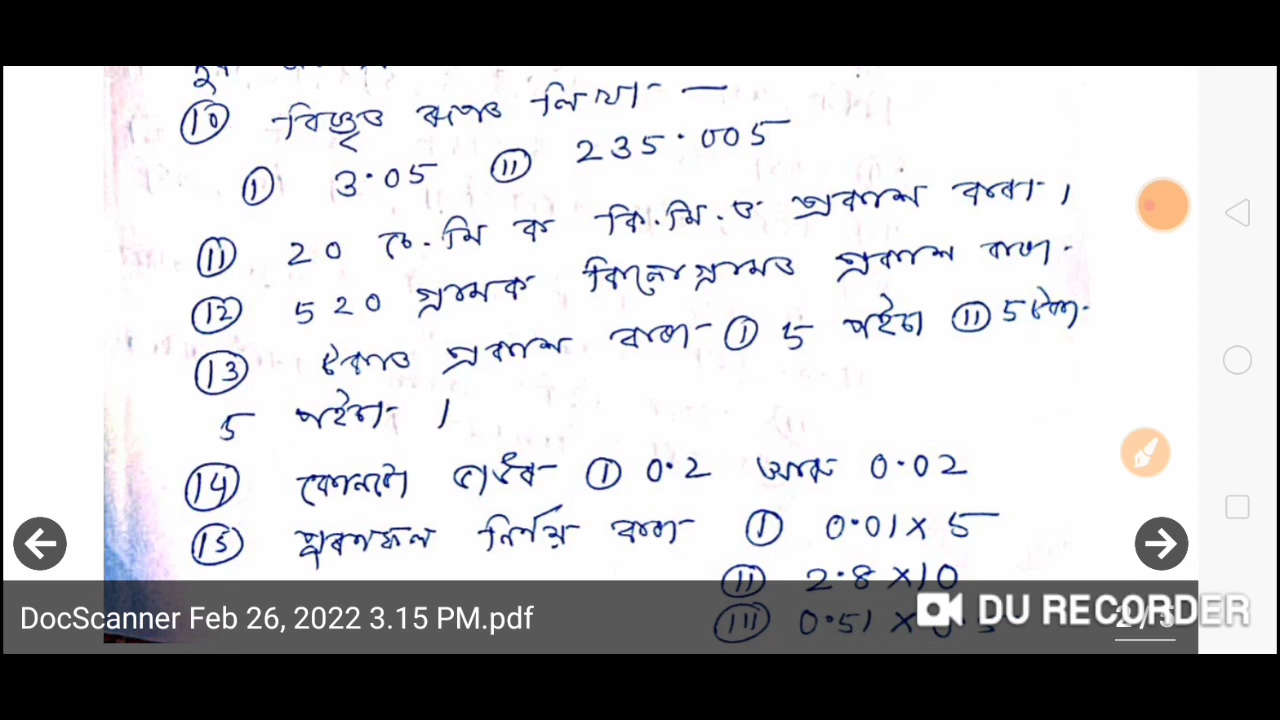 10 বিস্তৃত ৰূপত লিখা —
i 3.05 ii 235.005
11 20 চে.মি ক কি.মি.ত প্ৰকাশ কৰা।
12 520 গ্ৰামক কিলোগ্ৰামত প্ৰকাশ কৰা
13 টকাত প্ৰকাশ কৰা i 5 পইচা ii 5 টকা
5 পইচা।
14 কোনটো ডাঙৰ i 0.2 আৰু 0.02
15 পূৰণফল নিৰ্ণয় কৰা i 0.01 x 5
ii 2.8 x 10
iii 0.51 x
DocScanner Feb 26, 2022 3.15 PM.pdf
DU RECORDER